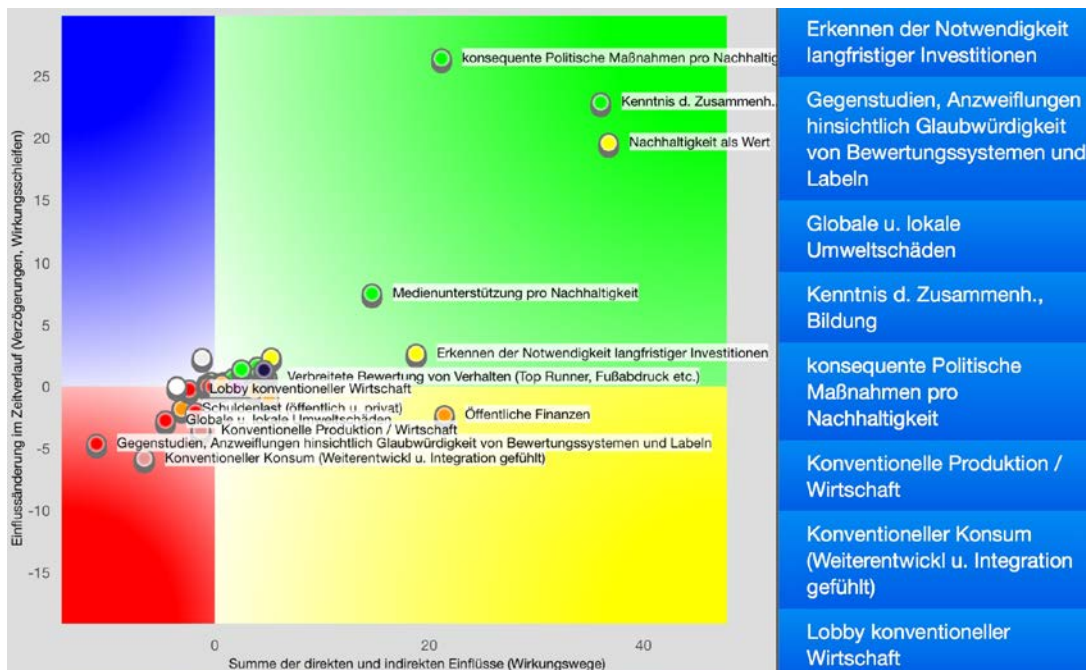 25
20
15
10
5
0
-5
-10
-15
0
20
40
Einflussänderung im Zeitverlauf (Verzögerungen, Wirkungsschleifen)
Summe der direkten und indirekten Einflüsse (Wirkungswege)
konsequente Politische Maßnahmen pro Nachhaltig
Kenntnis d. Zusammenh..
Nachhaltigkeit als Wert
Medienunterstützung pro Nachhaltigkeit
Erkennen der Notwendigkeit langfristiger Investitionen
Verbreitete Bewertung von Verhalten (Top Runner, Fußabdruck etc.)
Lobby konventioneller Wirtschaft
Schuldenlast (öffentlich u. privat)
Öffentliche Finanzen
Globale u. lokale Umweltschäden
Konventionelle Produktion / Wirtschaft
Gegenstudien, Anzweiflungen hinsichtlich Glaubwürdigkeit von Bewertungssystemen und Labeln
Konventioneller Konsum (Weiterentwickl u. Integration gefühlt)
Erkennen der Notwendigkeit
langfristiger Investitionen
Gegenstudien, Anzweiflungen
hinsichtlich Glaubwürdigkeit
von Bewertungssystemen und
Labeln
Globale u. lokale
Umweltschäden
Kenntnis d. Zusammenh.,
Bildung
konsequente Politische
Maßnahmen pro
Nachhaltigkeit
Konventionelle Produktion /
Wirtschaft
Konventioneller Konsum
(Weiterentwickl u. Integration
gefühlt)
Lobby konventioneller
Wirtschaft